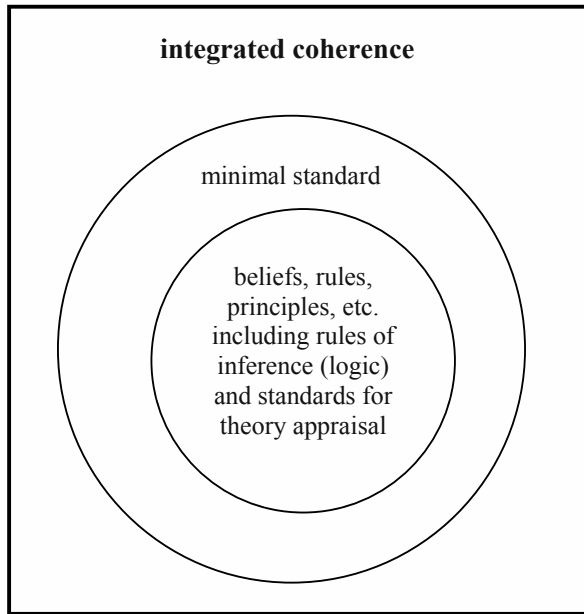 integrated coherence
minimal standard
beliefs, rules,
principles, etc.
including rules of
inference (logic)
and standards for
theory appraisal